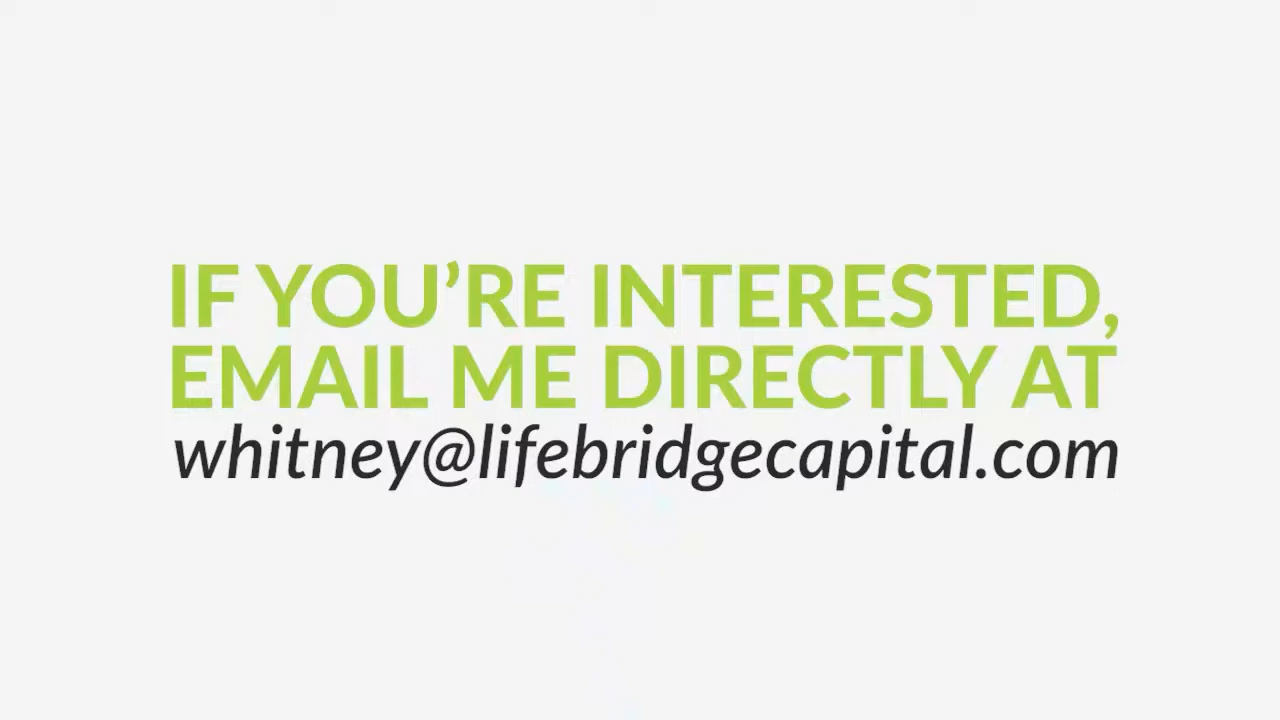 IF YOU’RE INTERESTED,
EMAIL ME DIRECTLY AT
whitney@lifebridgecapital.com